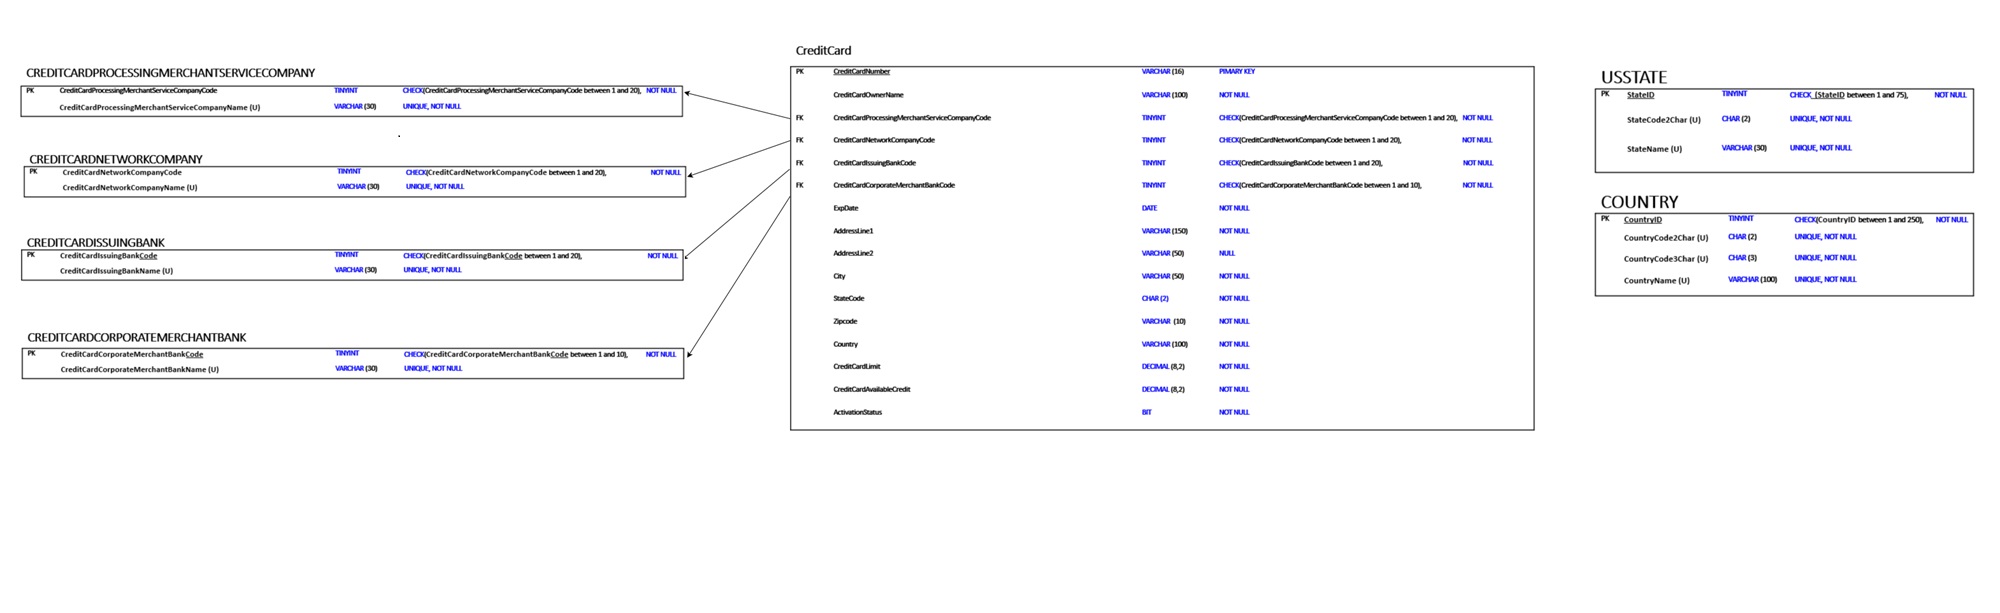 CREDITCARDPROCESSINGMERCHANTSERVICECOMPANY
PK CreditCardProcessingMerchantServiceCompanyCode TINYINT CHECK(CreditCardProcessingMerchantServiceCompanyCode between 1 and 20), NOT NULL
CreditCardProcessingMerchantServiceCompanyName (U) VARCHAR (30) UNIQUE, NOT NULL
.
CREDITCARDNETWORKCOMPANY
PK CreditCardNetworkCompanyCode TINYINT CHECK(CreditCardNetworkCompanyCode between 1 and 20), NOT NULL
CreditCardNetworkCompanyName (U) VARCHAR (30) UNIQUE, NOT NULL
CREDITCARDISSUINGBANK
PK CreditCardIssuingBankCode TINYINT CHECK(CreditCardIssuingBankCode between 1 and 20), NOT NULL
CreditCardIssuingBankName (U) VARCHAR (30) UNIQUE, NOT NULL
CREDITCARDCORPORATEMERCHANTBANK
PK CreditCardCorporateMerchantBankCode TINYINT CHECK(CreditCardCorporateMerchantBankCode between 1 and 10), NOT NULL
CreditCardCorporateMerchantBankName (U) VARCHAR (30) UNIQUE, NOT NULL
CreditCard
PK CreditCardNumber VARCHAR (16) PIMARY KEY
CreditCardOwnerName VARCHAR (100) NOT NULL
FK CreditCardProcessingMerchantServiceCompanyCode TINYINT CHECK(CreditCardProcessingMerchantServiceCompanyCode between 1 and 20), NOT NULL
FK CreditCardNetworkCompanyCode TINYINT CHECK(CreditCardNetworkCompanyCode between 1 and 20), NOT NULL
FK CreditCardIssuingBankCode TINYINT CHECK(CreditCardIssuingBankCode between 1 and 20), NOT NULL
FK CreditCardCorporateMerchantBankCode TINYINT CHECK(CreditCardCorporateMerchantBankCode between 1 and 10), NOT NULL
ExpDate DATE NOT NULL
AddressLine1 VARCHAR (150) NOT NULL
AddressLine2 VARCHAR (50) NULL
City VARCHAR (50) NOT NULL
StateCode CHAR (2) NOT NULL
Zipcode VARCHAR (10) NOT NULL
Country VARCHAR (100) NOT NULL
CreditCardLimit DECIMAL (8,2) NOT NULL
CreditCardAvailableCredit DECIMAL (8,2) NOT NULL
ActivationStatus BIT NOT NULL
USSTATE
PK StateID TINYINT CHECK (StateID between 1 and 75), NOT NULL
StateCode2Char (U) CHAR (2) UNIQUE, NOT NULL
StateName (U) VARCHAR (30) UNIQUE, NOT NULL
COUNTRY
PK CountryID TINYINT CHECK(CountryID between 1 and 250), NOT NULL
CountryCode2Char (U) CHAR (2) UNIQUE, NOT NULL
CountryCode3Char (U) CHAR (3) UNIQUE, NOT NULL
CountryName (U) VARCHAR (100) UNIQUE, NOT NULL